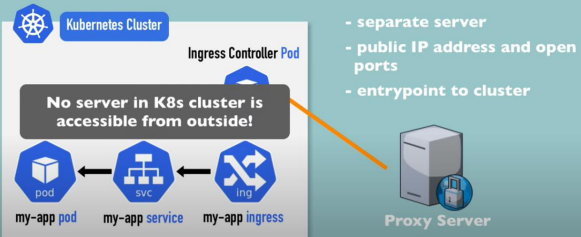 Kubernetes Cluster
Ingress Controller Pod
No server in K8s cluster is
accessible from outside!
pod
svc
ing
my-app pod
my-app service
my-app ingress
- separate server
- public IP address and open
ports
- entrypoint to cluster
Proxy Server